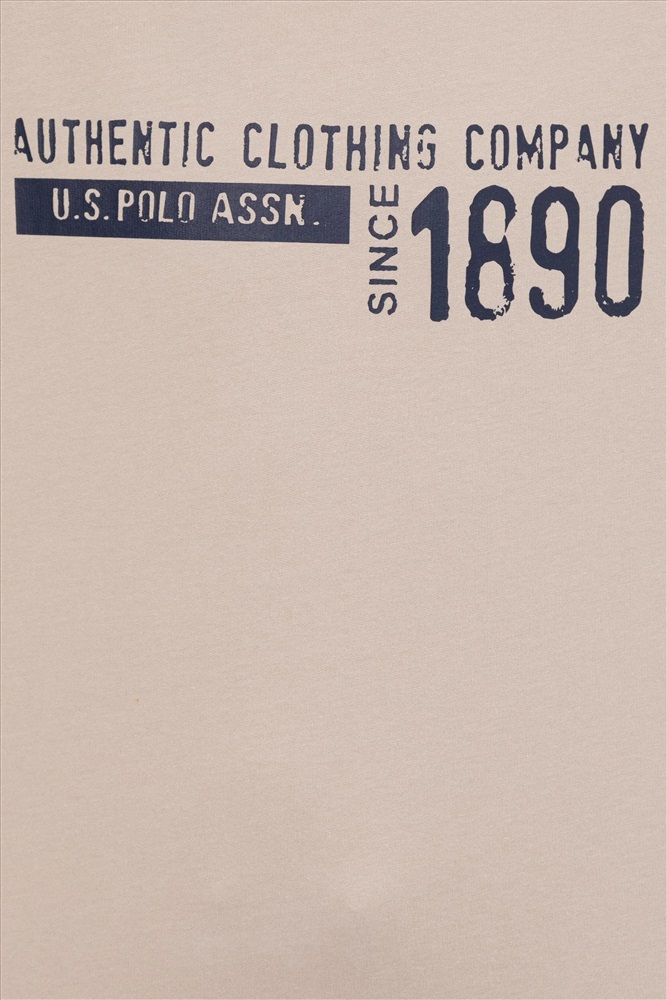 AUTHENTIC CLOTHING COMPANY
U.S. POLO ASSN.
SINCE
1890